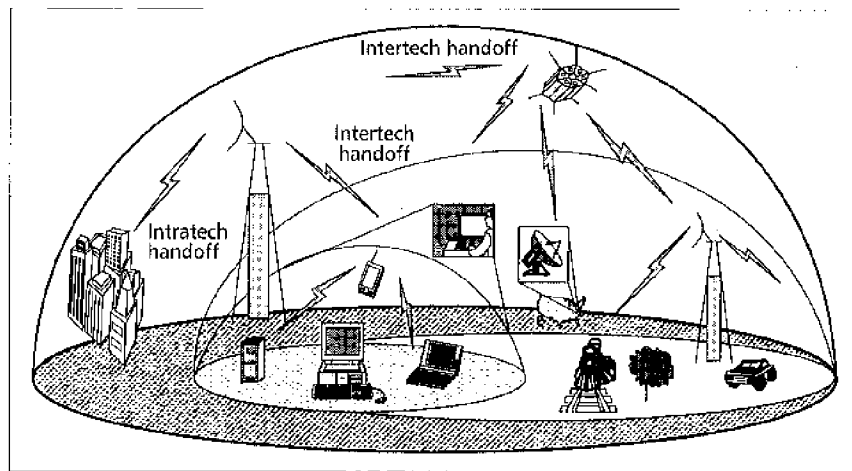 Intertech handoff
Intertech
handoff
Intratech
handoff